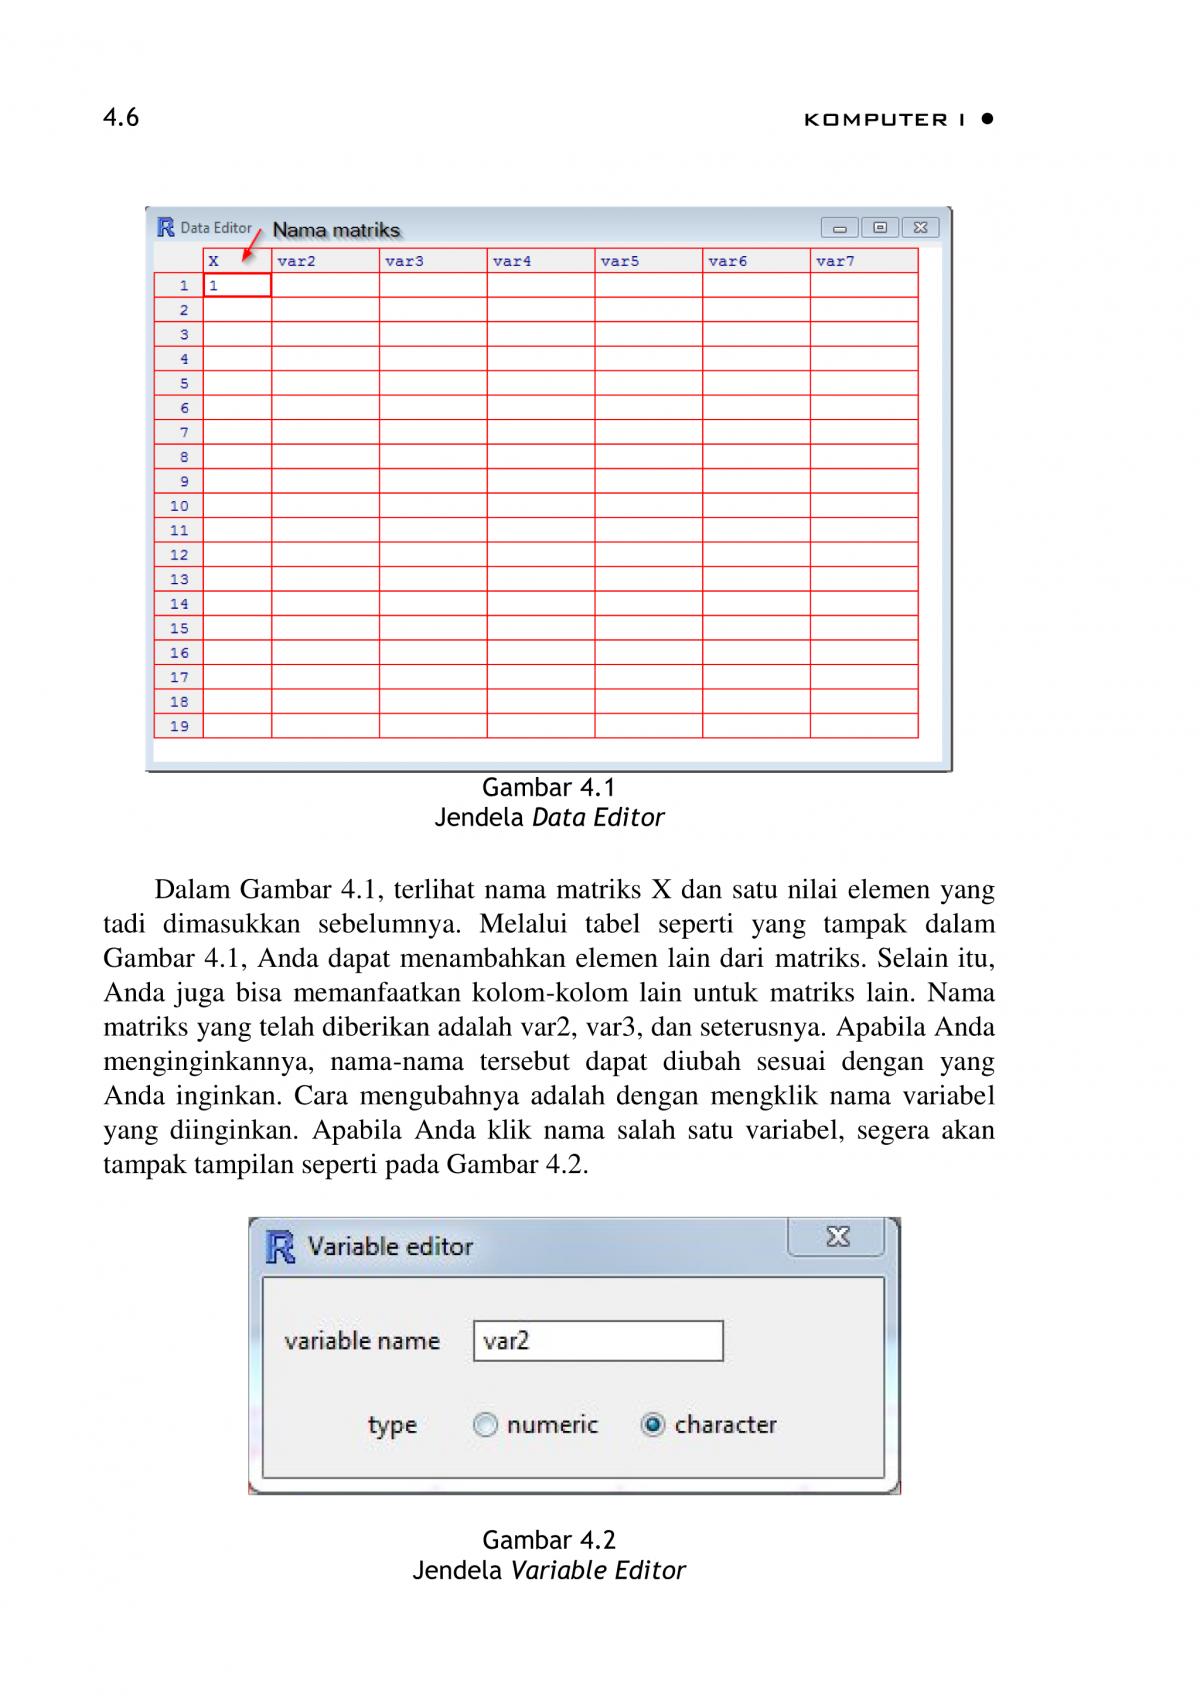 4.6 KOMPUTER I ●
Data Editor Nama matriks
X var2 var3 var4 var5 var6 var7
1 1
2
3
4
5
6
7
8
9
10
11
12
13
14
15
16
17
18
19
Gambar 4.1
Jendela Data Editor
Dalam Gambar 4.1, terlihat nama matriks X dan satu nilai elemen yang
tadi dimasukkan sebelumnya. Melalui tabel seperti yang tampak dalam
Gambar 4.1, Anda dapat menambahkan elemen lain dari matriks. Selain itu,
Anda juga bisa memanfaatkan kolom-kolom lain untuk matriks lain. Nama
matriks yang telah diberikan adalah var2, var3, dan seterusnya. Apabila Anda
menginginkannya, nama-nama tersebut dapat diubah sesuai dengan yang
Anda inginkan. Cara mengubahnya adalah dengan mengklik nama variabel
yang diinginkan. Apabila Anda klik nama salah satu variabel, segera akan
tampak tampilan seperti pada Gambar 4.2.
R Variable editor
variable name var2
type numeric character
Gambar 4.2
Jendela Variable Editor